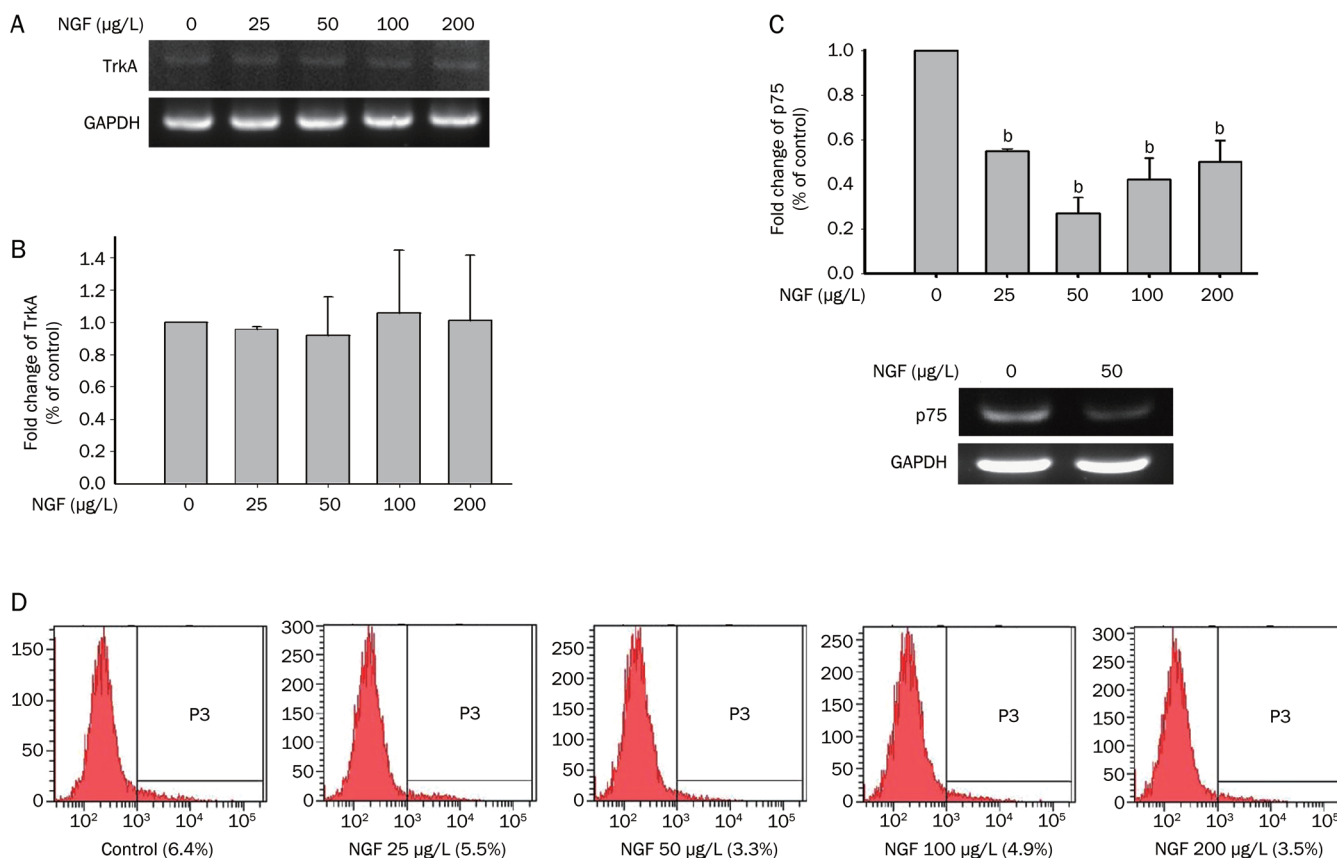 A
NGF (µg/L) 0 25 50 100 200
TrkA
GAPDH
B
1.4
1.2
1.0
0.8
0.6
0.4
0.2
0.0
Fold change of TrkA
(% of control)
NGF (µg/L) 0 25 50 100 200
C
1.0
0.8
0.6
0.4
0.2
0.0
Fold change of p75
(% of control)
b b b b
NGF (µg/L) 0 25 50 100 200
NGF (µg/L) 0 50
p75
GAPDH
D
150
100
50
0
P3
10² 10³ 10⁴ 10⁵
Control (6.4%)
300
250
200
150
100
50
0
P3
10² 10³ 10⁴ 10⁵
NGF 25 µg/L (5.5%)
250
200
150
100
50
0
P3
10² 10³ 10⁴ 10⁵
NGF 50 µg/L (3.3%)
250
200
150
100
50
0
P3
10² 10³ 10⁴ 10⁵
NGF 100 µg/L (4.9%)
300
250
200
150
100
50
0
P3
10² 10³ 10⁴ 10⁵
NGF 200 µg/L (3.5%)